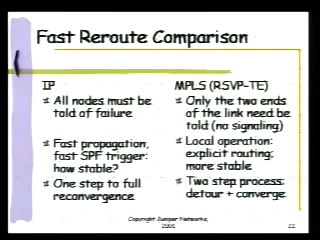 Fast Reroute Comparison
IP
All nodes must be
told of failure
Fast propagation,
fast SPF trigger:
how stable?
One step to full
reconvergence
MPLS (RSVP-TE)
Only the two ends
of the link need be
told (no signaling)
Local operation:
explicit routing;
more stable
Two step process:
detour + converge
Copyright Juniper Networks,
2001
22